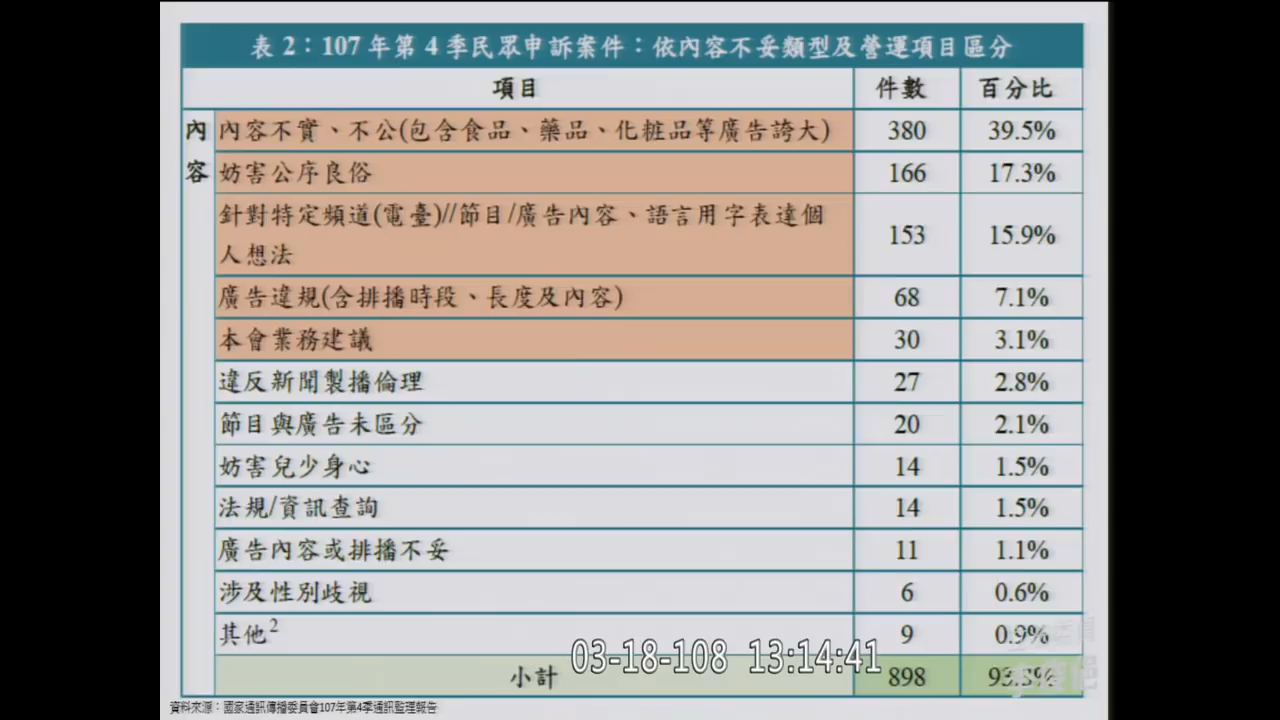 表 2：107 年第 4 季民眾申訴案件：依內容不妥類型及營運項目區分
項目 件數 百分比
內容
內容不實、不公(包含食品、藥品、化粧品等廣告誇大) 380 39.5%
妨害公序良俗 166 17.3%
針對特定頻道(電臺)//節目/廣告內容、語言用字表達個
人想法 153 15.9%
廣告違規(含排播時段、長度及內容) 68 7.1%
本會業務建議 30 3.1%
違反新聞製播倫理 27 2.8%
節目與廣告未區分 20 2.1%
妨害兒少身心 14 1.5%
法規/資訊查詢 14 1.5%
廣告內容或排播不妥 11 1.1%
涉及性別歧視 6 0.6%
其他2 9 0.9%
小計 898
03-18-108 13:14:41
資料來源：國家通訊傳播委員會107年第4季通訊監理報告